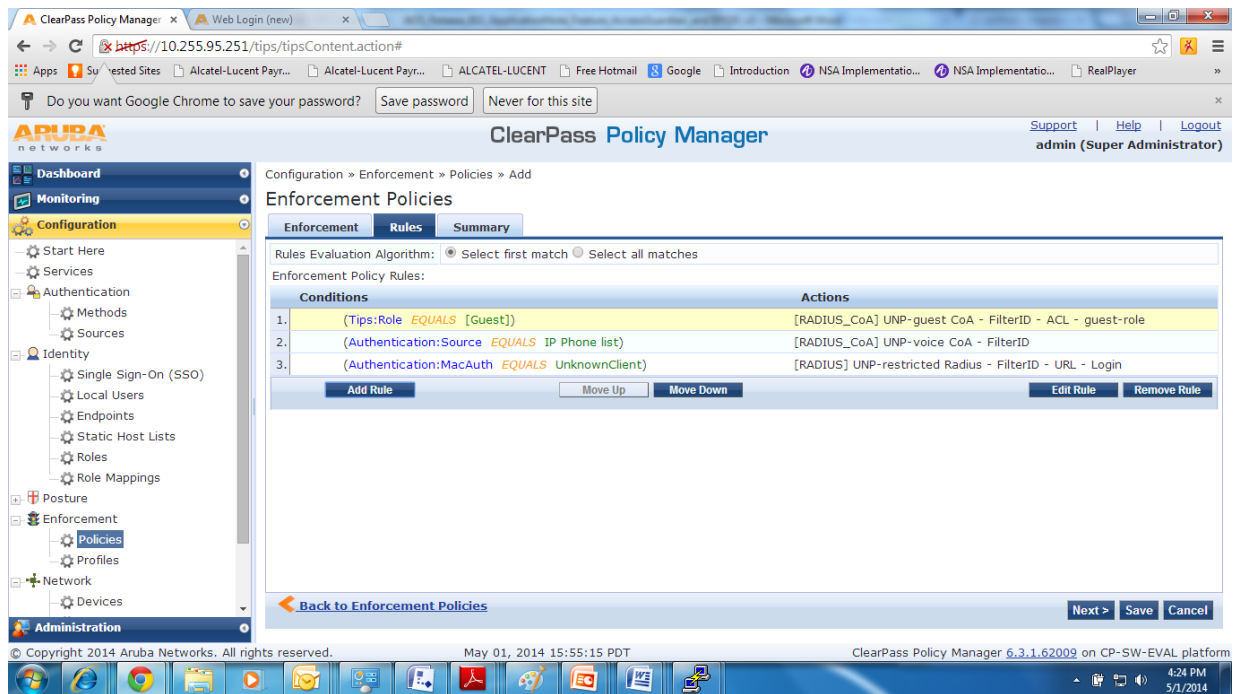 ClearPass Policy Manager
Web Login (new)
https://10.255.95.251/tips/tipsContent.action#
Apps
Alcatel-Lucent Payr...
Alcatel-Lucent Payr...
ALCATEL-LUCENT
Free Hotmail
Google
Introduction
NSA Implementatio...
NSA Implementatio...
RealPlayer
»
Do you want Google Chrome to save your password? Save password Never for this site
ARUBA
networks
ClearPass Policy Manager
Support | Help | Logout
admin (Super Administrator)
Dashboard
Monitoring
Configuration
Start Here
Services
Authentication
Methods
Sources
Identity
Single Sign-On (SSO)
Local Users
Endpoints
Static Host Lists
Roles
Role Mappings
Posture
Enforcement
Policies
Profiles
Network
Devices
Administration
Configuration » Enforcement » Policies » Add
Enforcement Policies
Enforcement Rules Summary
Rules Evaluation Algorithm: Select first match Select all matches
Enforcement Policy Rules:
Conditions Actions
1. (Tips:Role EQUALS [Guest]) [RADIUS_CoA] UNP-guest CoA - FilterID - ACL - guest-role
2. (Authentication:Source EQUALS IP Phone list) [RADIUS_CoA] UNP-voice CoA - FilterID
3. (Authentication:MacAuth EQUALS UnknownClient) [RADIUS] UNP-restricted Radius - FilterID - URL - Login
Add Rule Move Up Move Down Edit Rule Remove Rule
Back to Enforcement Policies
Next > Save Cancel
© Copyright 2014 Aruba Networks. All rights reserved. May 01, 2014 15:55:15 PDT ClearPass Policy Manager 6.3.1.62009 on CP-SW-EVAL platform
4:24 PM
5/1/2014